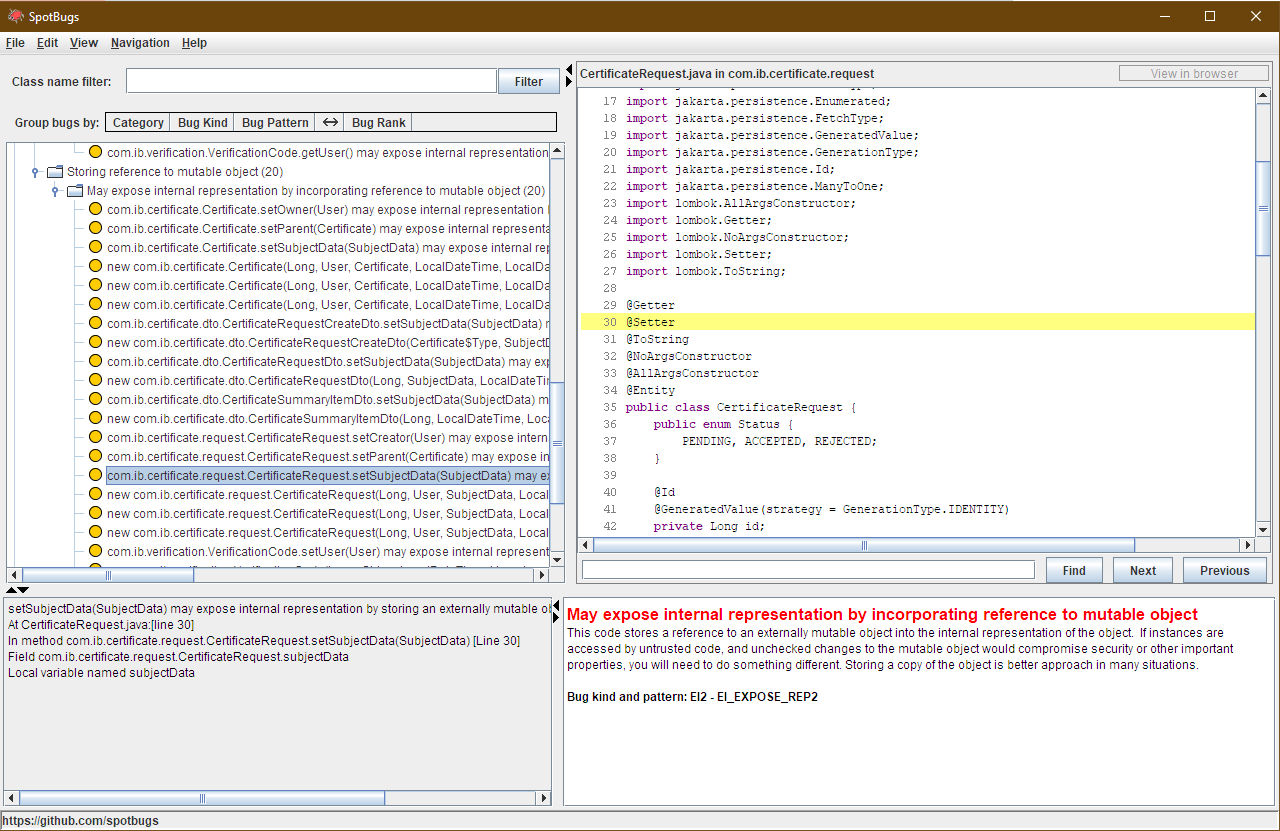 SpotBugs
File Edit View Navigation Help
Class name filter: Filter
Group bugs by: Category Bug Kind Bug Pattern ↔ Bug Rank
com.ib.verification.VerificationCode.getUser() may expose internal representation
Storing reference to mutable object (20)
May expose internal representation by incorporating reference to mutable object (20)
com.ib.certificate.Certificate.setOwner(User) may expose internal representation
com.ib.certificate.Certificate.setParent(Certificate) may expose internal representa
com.ib.certificate.Certificate.setSubjectData(SubjectData) may expose internal rep
new com.ib.certificate.Certificate(Long, User, Certificate, LocalDateTime, LocalDa
new com.ib.certificate.Certificate(Long, User, Certificate, LocalDateTime, LocalDa
new com.ib.certificate.Certificate(Long, User, Certificate, LocalDateTime, LocalDa
com.ib.certificate.dto.CertificateRequestCreateDto.setSubjectData(SubjectData) m
new com.ib.certificate.dto.CertificateRequestCreateDto(Certificate$Type, SubjectD
com.ib.certificate.dto.CertificateRequestDto.setSubjectData(SubjectData) may exp
new com.ib.certificate.dto.CertificateRequestDto(Long, SubjectData, LocalDateTim
com.ib.certificate.dto.CertificateSummaryItemDto.setSubjectData(SubjectData) m
new com.ib.certificate.dto.CertificateSummaryItemDto(Long, LocalDateTime, Loca
com.ib.certificate.request.CertificateRequest.setCreator(User) may expose intern
com.ib.certificate.request.CertificateRequest.setParent(Certificate) may expose in
com.ib.certificate.request.CertificateRequest.setSubjectData(SubjectData) may ex
new com.ib.certificate.request.CertificateRequest(Long, User, SubjectData, Local
new com.ib.certificate.request.CertificateRequest(Long, User, SubjectData, Local
new com.ib.certificate.request.CertificateRequest(Long, User, SubjectData, Local
com.ib.verification.VerificationCode.setUser(User) may expose internal represent
CertificateRequest.java in com.ib.certificate.request View in browser
17 import jakarta.persistence.Enumerated;
18 import jakarta.persistence.FetchType;
19 import jakarta.persistence.GeneratedValue;
20 import jakarta.persistence.GenerationType;
21 import jakarta.persistence.Id;
22 import jakarta.persistence.ManyToOne;
23 import lombok.AllArgsConstructor;
24 import lombok.Getter;
25 import lombok.NoArgsConstructor;
26 import lombok.Setter;
27 import lombok.ToString;
28
29 @Getter
30 @Setter
31 @ToString
32 @NoArgsConstructor
33 @AllArgsConstructor
34 @Entity
35 public class CertificateRequest {
36 public enum Status {
37 PENDING, ACCEPTED, REJECTED;
38 }
39
40 @Id
41 @GeneratedValue(strategy = GenerationType.IDENTITY)
42 private Long id;
Find Next Previous
setSubjectData(SubjectData) may expose internal representation by storing an externally mutable ob
At CertificateRequest.java:[line 30]
In method com.ib.certificate.request.CertificateRequest.setSubjectData(SubjectData) [Line 30]
Field com.ib.certificate.request.CertificateRequest.subjectData
Local variable named subjectData
May expose internal representation by incorporating reference to mutable object
This code stores a reference to an externally mutable object into the internal representation of the object. If instances are
accessed by untrusted code, and unchecked changes to the mutable object would compromise security or other important
properties, you will need to do something different. Storing a copy of the object is better approach in many situations.
Bug kind and pattern: EI2 - EI_EXPOSE_REP2
https://github.com/spotbugs